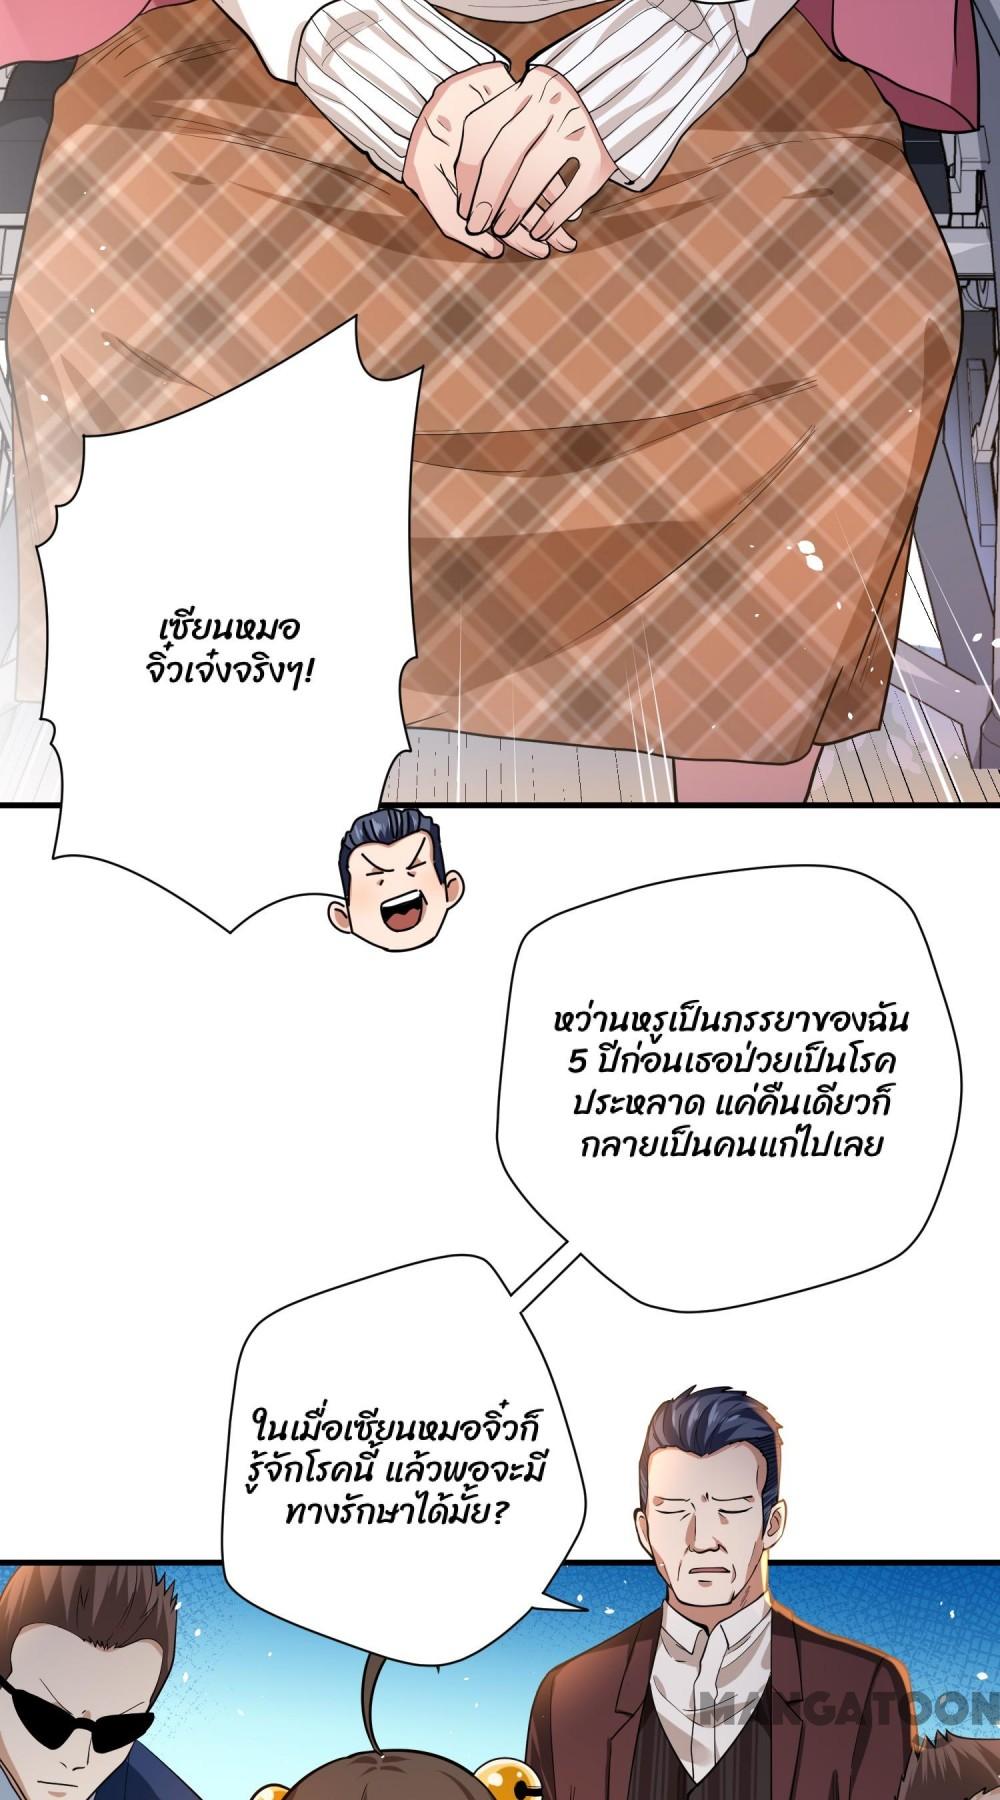 เซียนหมอ
จิ๋วเจ๋งจริงๆ!
หว่านหรูเป็นภรรยาของฉัน
5 ปีก่อนเธอป่วยเป็นโรค
ประหลาด แค่คืนเดียวก็
กลายเป็นคนแก่ไปเลย
ในเมื่อเซียนหมอจิ๋วก็
รู้จักโรคนี้ แล้วพอจะมี
ทางรักษาได้มั้ย?
MANGATOON